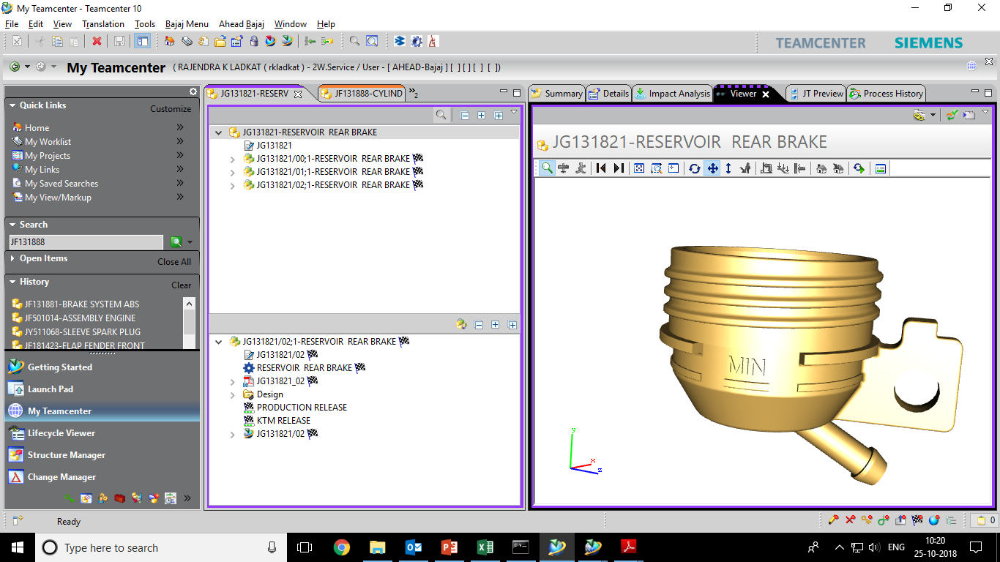 My Teamcenter - Teamcenter 10
File Edit View Translation Tools Bajaj Menu Ahead Bajaj Window Help
TEAMCENTER SIEMENS
My Teamcenter ( RAJENDRA K LADKAT ( rkladkat ) - 2W.Service / User - [ AHEAD-Bajaj ] [ ] [ ] [ ] [ ])
Quick Links
Customize
Home
My Worklist
My Projects
My Links
My Saved Searches
My View/Markup
Search
JF131888
Open Items
Close All
History
Clear
JF131881-BRAKE SYSTEM ABS
JF501014-ASSEMBLY ENGINE
JY511068-SLEEVE SPARK PLUG
JF181423-FLAP FENDER FRONT
Getting Started
Launch Pad
My Teamcenter
Lifecycle Viewer
Structure Manager
Change Manager
JG131821-RESERV JF131888-CYLIND 2
JG131821-RESERVOIR REAR BRAKE
JG131821
JG131821/00;1-RESERVOIR REAR BRAKE
JG131821/01;1-RESERVOIR REAR BRAKE
JG131821/02;1-RESERVOIR REAR BRAKE
JG131821/02;1-RESERVOIR REAR BRAKE
JG131821/02
RESERVOIR REAR BRAKE
JG131821_02
Design
PRODUCTION RELEASE
KTM RELEASE
JG131821/02
Summary Details Impact Analysis Viewer JT Preview Process History
JG131821-RESERVOIR REAR BRAKE
MIN
y
x
z
Ready
0
Type here to search
ENG
10:20
25-10-2018